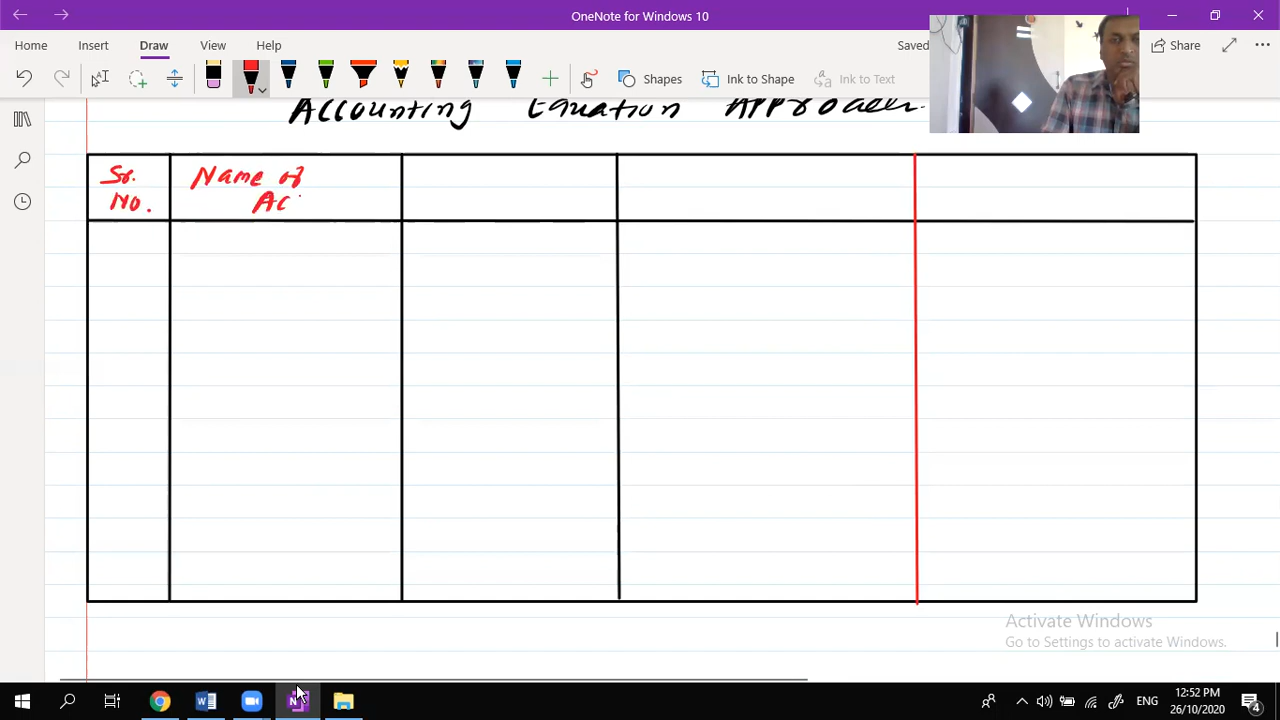 OneNote for Windows 10
Home Insert Draw View Help Saved Share
Shapes Ink to Shape Ink to Text
Accounting Equation Approach.
Sr. No.
Name of Ac
Activate Windows
Go to Settings to activate Windows.
ENG
12:52 PM
26/10/2020
4